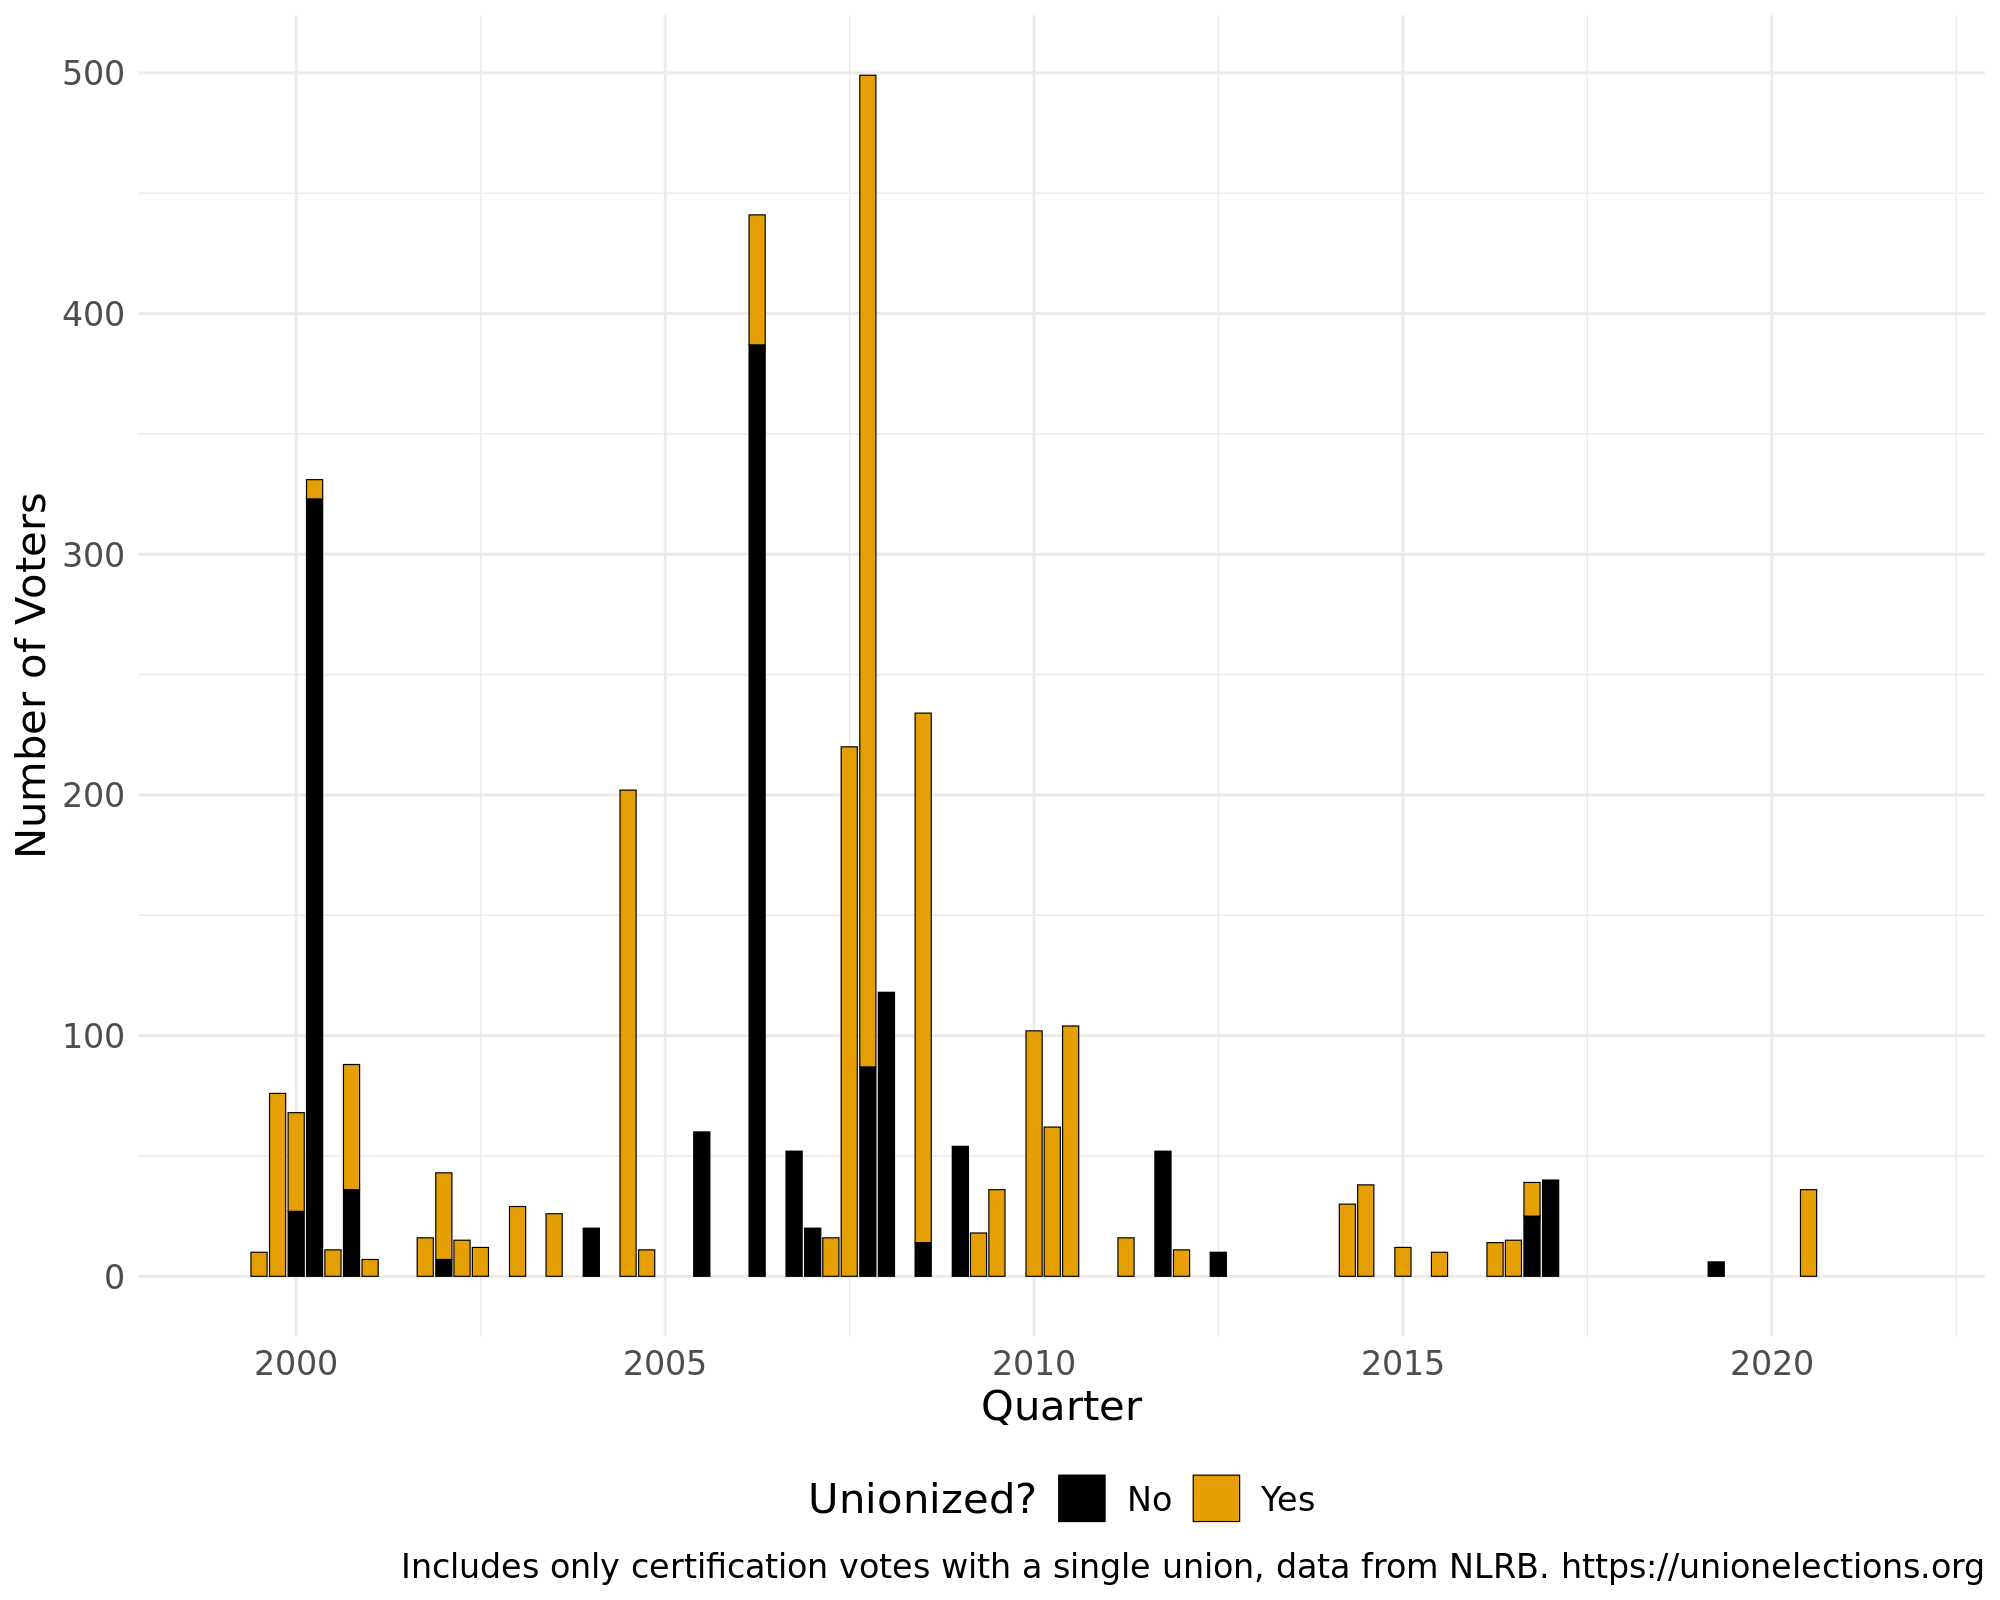 500
400
300
200
100
0
Number of Voters
2000 2005 2010 2015 2020
Quarter
Unionized? No Yes
Includes only certification votes with a single union, data from NLRB. https://unionelections.org